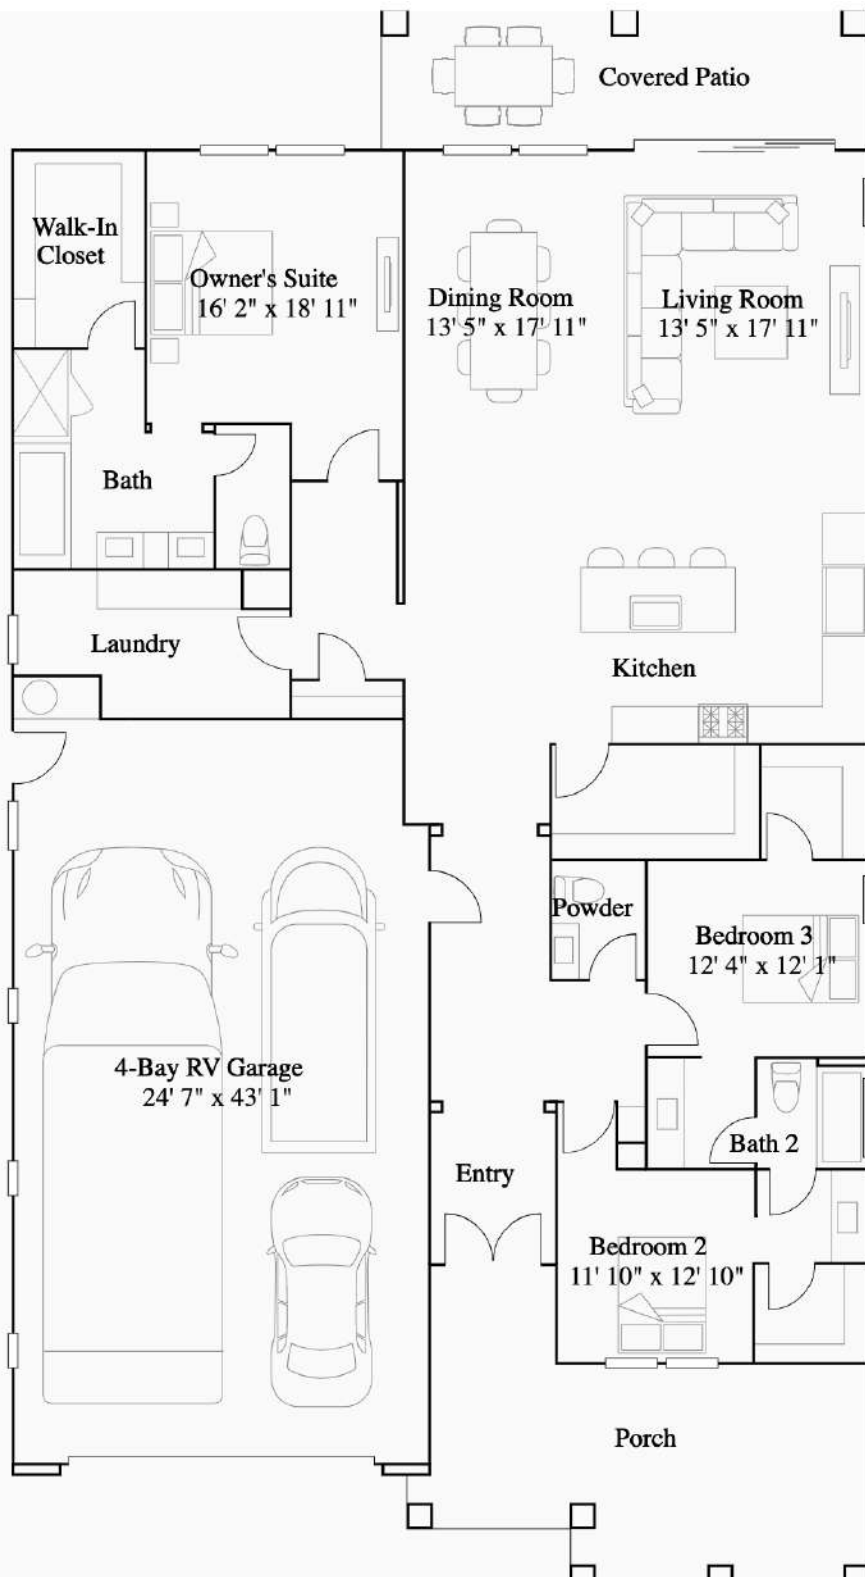 Covered Patio
Walk-In
Closet
Owner's Suite
16' 2" x 18' 11"
Dining Room
13' 5" x 17' 11"
Living Room
13' 5" x 17' 11"
Bath
Laundry
Kitchen
Powder
Bedroom 3
12' 4" x 12' 1"
4-Bay RV Garage
24' 7" x 43' 1"
Bath 2
Entry
Bedroom 2
11' 10" x 12' 10"
Porch